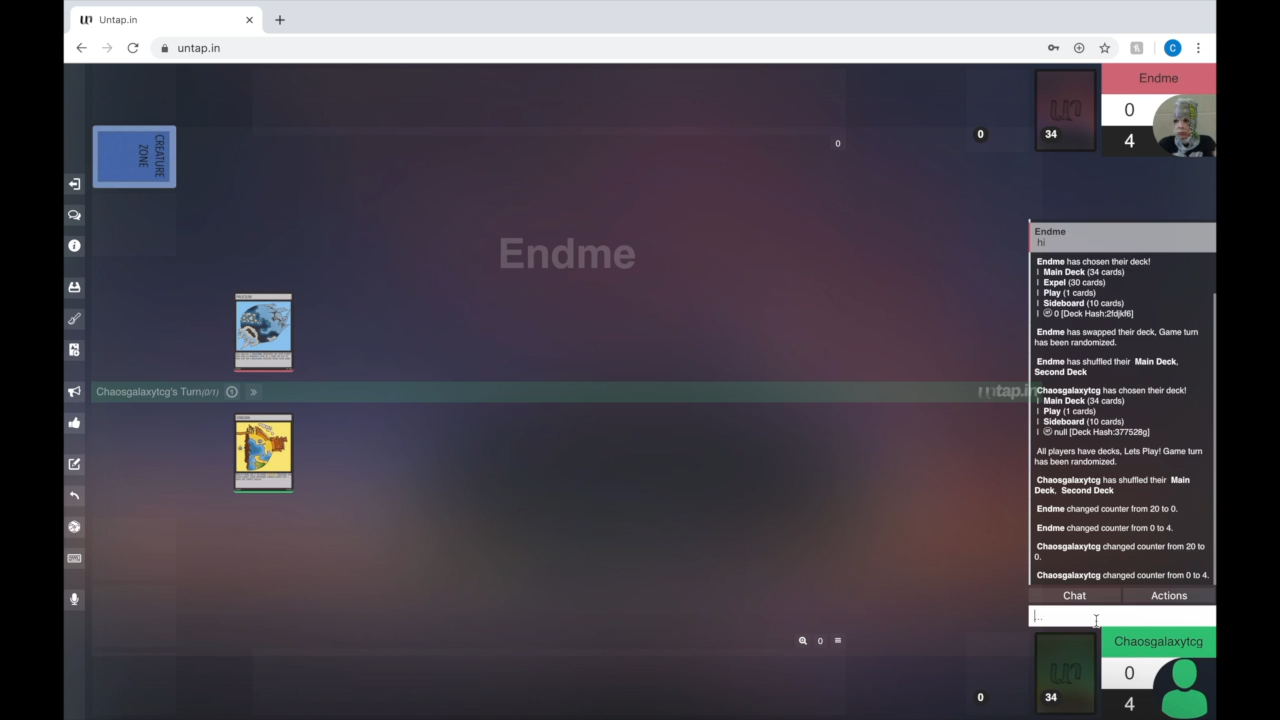 Untap.in
untap.in
C
Endme
0
4
34
0
0
CREATURE
ZONE
Endme
Endme
hi
Endme has chosen their deck!
| Main Deck (34 cards)
| Expel (30 cards)
| Play (1 cards)
| Sideboard (10 cards)
| 0 [Deck Hash:2fdjkf6]
Endme has swapped their deck, Game turn
has been randomized.
Endme has shuffled their Main Deck,
Second Deck
Chaosgalaxytcg has chosen their deck!
| Main Deck (34 cards)
| Play (1 cards)
| Sideboard (10 cards)
| null [Deck Hash:377528g]
All players have decks, Lets Play! Game turn
has been randomized.
Chaosgalaxytcg has shuffled their Main
Deck, Second Deck
Endme changed counter from 20 to 0.
Endme changed counter from 0 to 4.
Chaosgalaxytcg changed counter from 20 to
0.
Chaosgalaxytcg changed counter from 0 to 4.
Chaosgalaxytcg's Turn(0/1)
untap.in
Chat
Actions
...
0
Chaosgalaxytcg
0
4
34
0